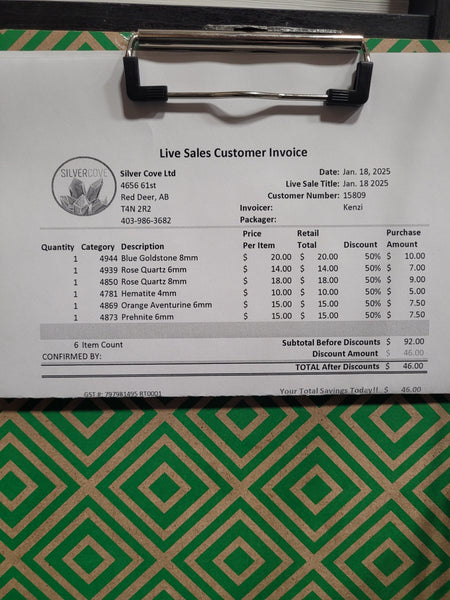 Live Sales Customer Invoice
SILVERCOVE
Silver Cove Ltd
4656 61st
Red Deer, AB
T4N 2R2
403-986-3682
Date: Jan. 18, 2025
Live Sale Title: Jan. 18 2025
Customer Number: 15809
Invoicer: Kenzi
Packager:
Quantity Category Description Price Per Item Retail Total Discount Purchase Amount
1 4944 Blue Goldstone 8mm $ 20.00 $ 20.00 50% $ 10.00
1 4939 Rose Quartz 6mm $ 14.00 $ 14.00 50% $ 7.00
1 4850 Rose Quartz 8mm $ 18.00 $ 18.00 50% $ 9.00
1 4781 Hematite 4mm $ 10.00 $ 10.00 50% $ 5.00
1 4869 Orange Aventurine 6mm $ 15.00 $ 15.00 50% $ 7.50
1 4873 Prehnite 6mm $ 15.00 $ 15.00 50% $ 7.50
6 Item Count Subtotal Before Discounts $ 92.00
CONFIRMED BY: Discount Amount $ 46.00
TOTAL After Discounts $ 46.00
GST #: 797981495 RT0001 Your Total Savings Today!! $ 46.00